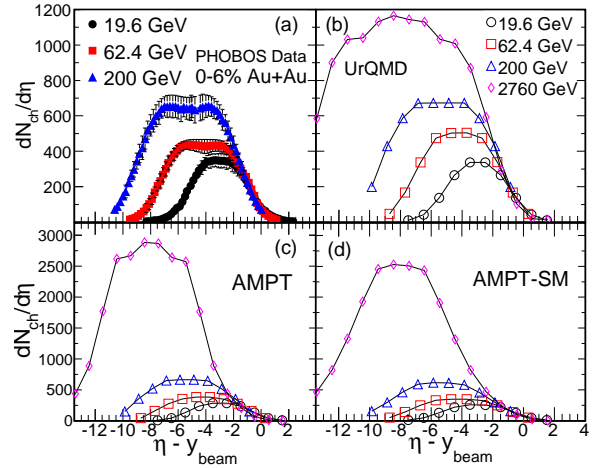 1200
1000
800
600
400
200
dN_ch/dη
(a)
19.6 GeV
62.4 GeV
200 GeV
PHOBOS Data
0-6% Au+Au
(b)
UrQMD
19.6 GeV
62.4 GeV
200 GeV
2760 GeV
3000
2500
2000
1500
1000
500
0
dN_ch/dη
(c)
AMPT
(d)
AMPT-SM
-12 -10 -8 -6 -4 -2 0
-12 -10 -8 -6 -4 -2 0 2 4
η - y_beam
η - y_beam